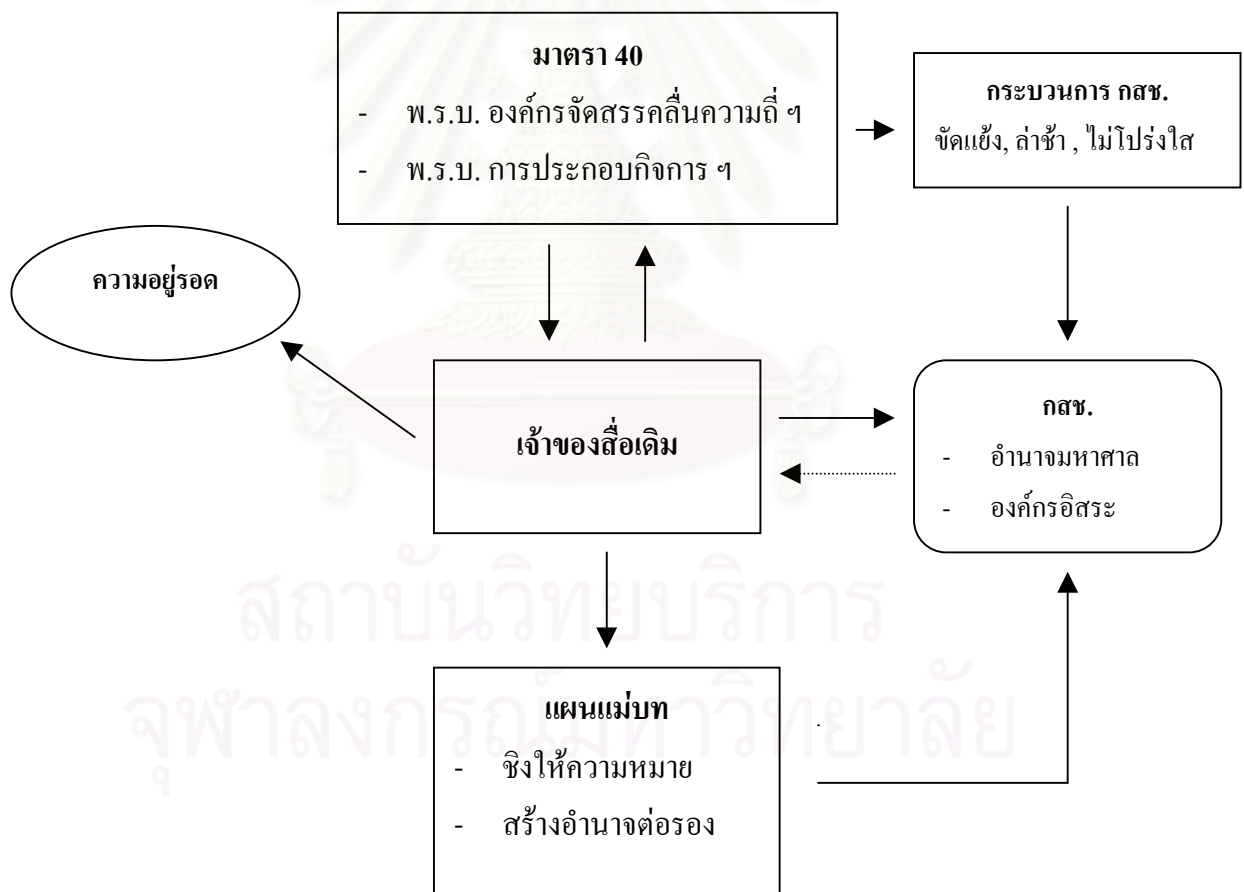 มาตรา 40
- พ.ร.บ. องค์กรจัดสรรคลื่นความถี่ ฯ
- พ.ร.บ. การประกอบกิจการ ฯ
กระบวนการ กสช.
ขัดแย้ง, ล่าช้า , ไม่โปร่งใส
ความอยู่รอด
เจ้าของสื่อเดิม
กสช.
- อำนาจมหาศาล
- องค์กรอิสระ
สถาบันวิทยบริการ
จุฬาลงกรณ์มหาวิทยาลัย
แผนแม่บท
- ชิงให้ความหมาย
- สร้างอำนาจต่อรอง